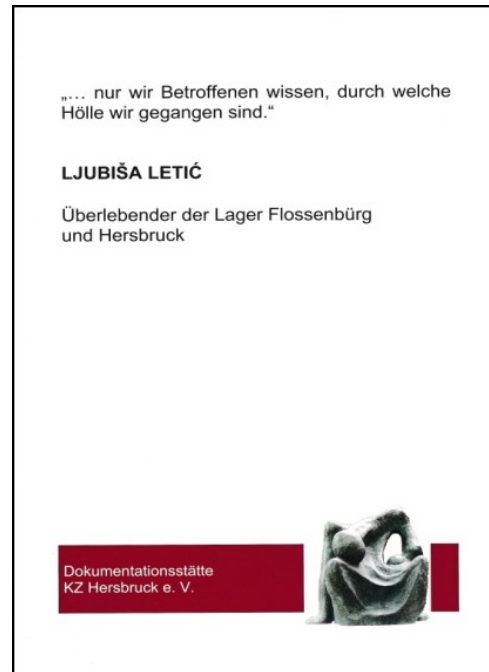 „… nur wir Betroffenen wissen, durch welche
Hölle wir gegangen sind.“
LJUBIŠA LETIĆ
Überlebender der Lager Flossenbürg
und Hersbruck
Dokumentationsstätte
KZ Hersbruck e. V.